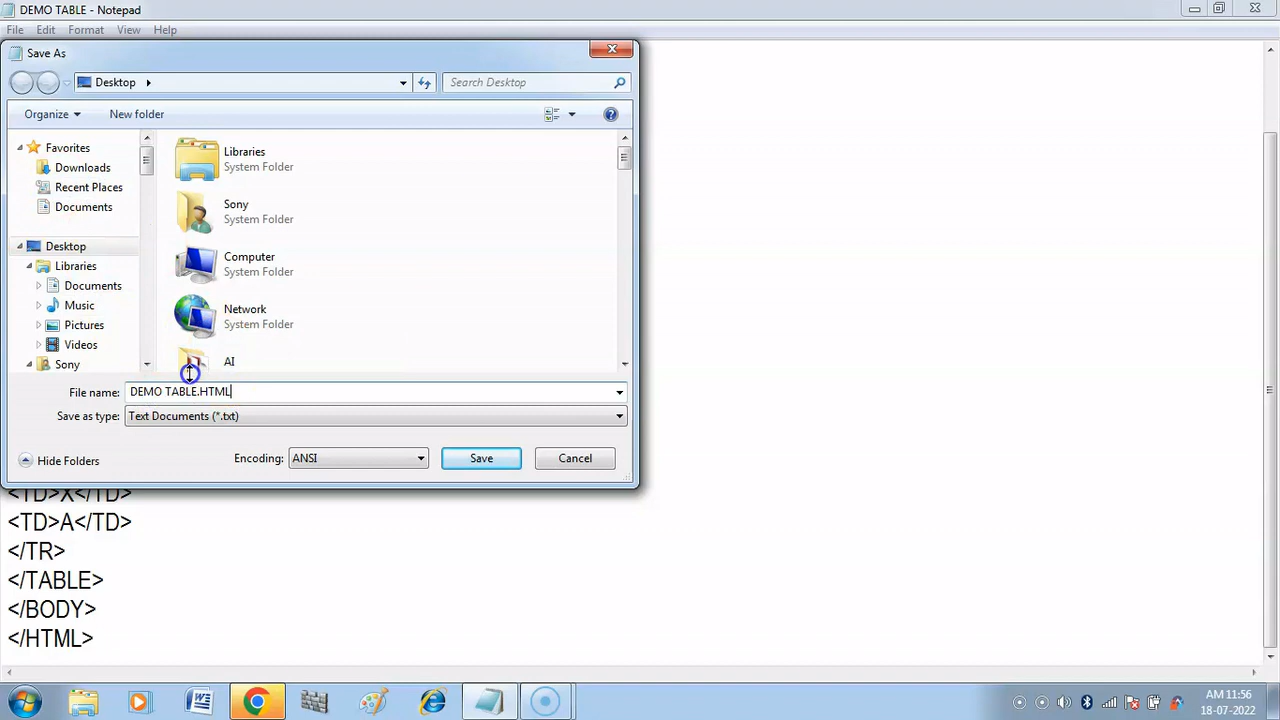 DEMO TABLE - Notepad
File Edit Format View Help
Save As
Desktop
Search Desktop
Organize New folder
Favorites
Downloads
Recent Places
Documents
Desktop
Libraries
Documents
Music
Pictures
Videos
Sony
Libraries
System Folder
Sony
System Folder
Computer
System Folder
Network
System Folder
AI
File name: DEMO TABLE.HTML
Save as type: Text Documents (*.txt)
Hide Folders Encoding: ANSI Save Cancel
<TD>X</TD>
<TD>A</TD>
</TR>
</TABLE>
</BODY>
</HTML>
AM 11:56
18-07-2022